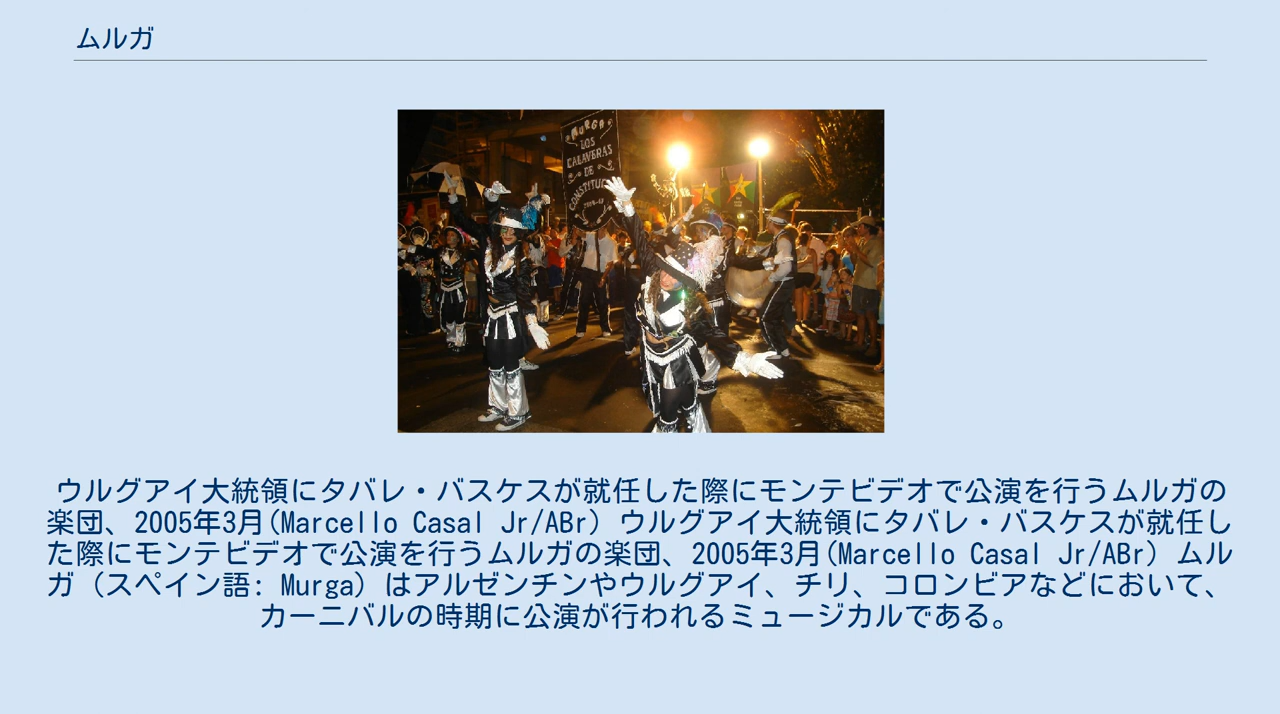 ムルガ
MURGA
LOS
CALAVERAS
DE
CONSTITUCI
ウルグアイ大統領にタバレ・バスケスが就任した際にモンテビデオで公演を行うムルガの
楽団、2005年3月(Marcello Casal Jr/ABr) ウルグアイ大統領にタバレ・バスケスが就任し
た際にモンテビデオで公演を行うムルガの楽団、2005年3月(Marcello Casal Jr/ABr) ムル
ガ (スペイン語: Murga) はアルゼンチンやウルグアイ、チリ、コロンビアなどにおいて、
カーニバルの時期に公演が行われるミュージカルである。